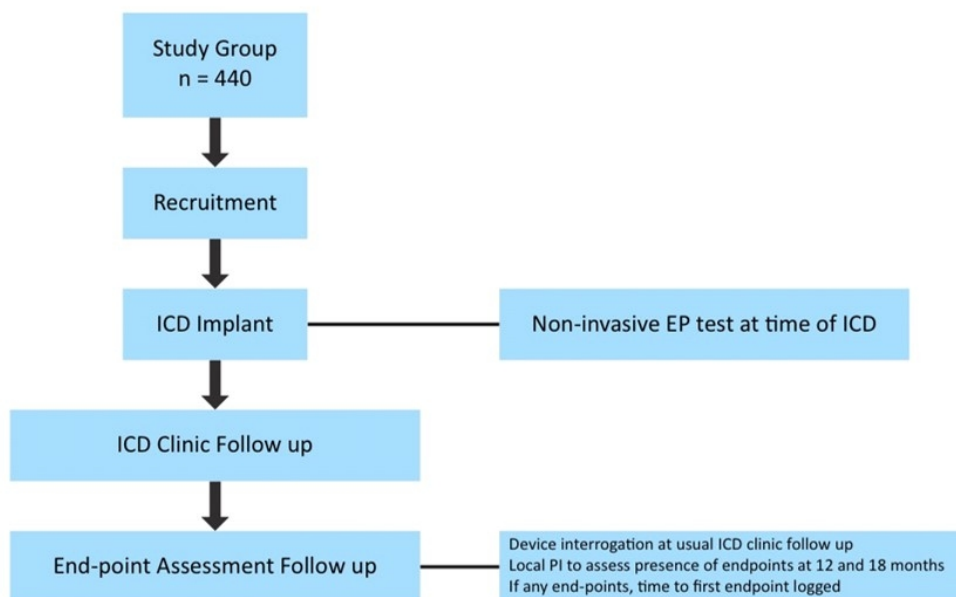 Study Group
n = 440
Recruitment
ICD Implant
Non-invasive EP test at time of ICD
ICD Clinic Follow up
End-point Assessment Follow up
Device interrogation at usual ICD clinic follow up
Local PI to assess presence of endpoints at 12 and 18 months
If any end-points, time to first endpoint logged